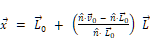 x⃗ = L⃗₀ + (n̂·v⃗₀ − n̂·L⃗₀ / n̂·L⃗) L⃗